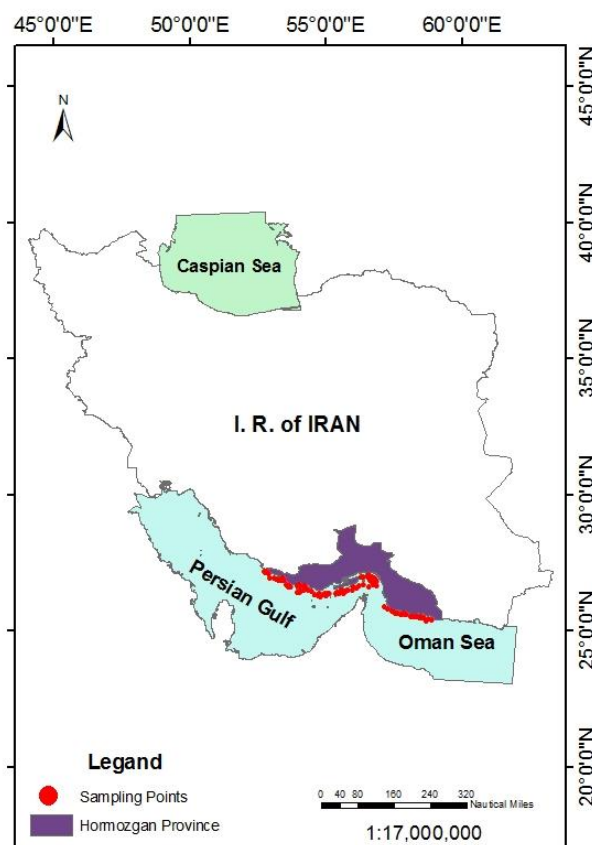 45°0'0"E 50°0'0"E 55°0'0"E 60°0'0"E
45°0'0"N
N
40°0'0"N
Caspian Sea
35°0'0"N
I. R. of IRAN
30°0'0"N
Persian Gulf
Oman Sea
25°0'0"N
20°0'0"N
Legand
Sampling Points
Hormozgan Province
0 40 80 160 240 320
Nautical Miles
1:17,000,000